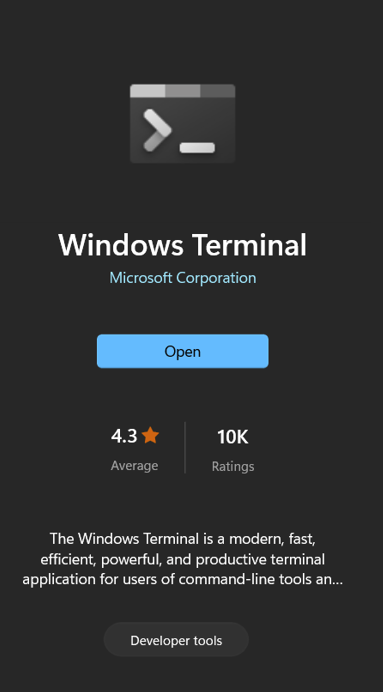 Windows Terminal
Microsoft Corporation
Open
4.3
10K
Average
Ratings
The Windows Terminal is a modern, fast,
efficient, powerful, and productive terminal
application for users of command-line tools an...
Developer tools